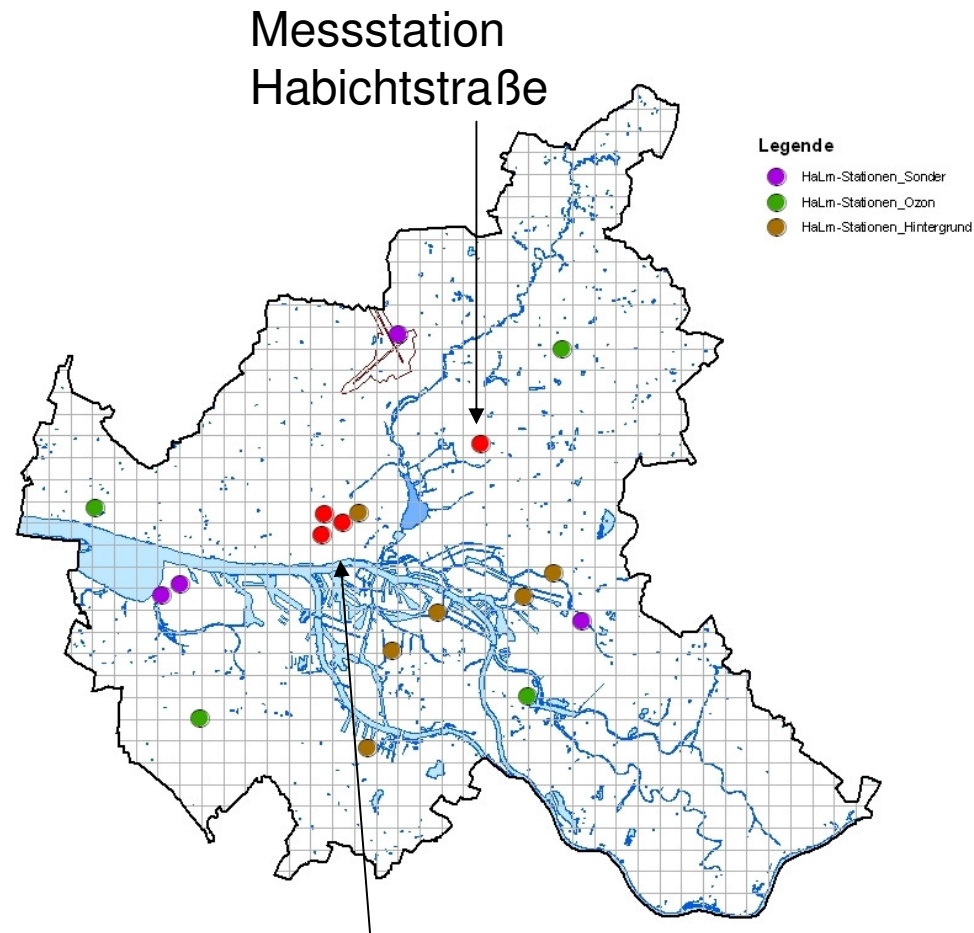 Messstation
Habichtstraße
Legende
HaLm-Stationen_Sonder
HaLm-Stationen_Ozon
HaLm-Stationen_Hintergrund